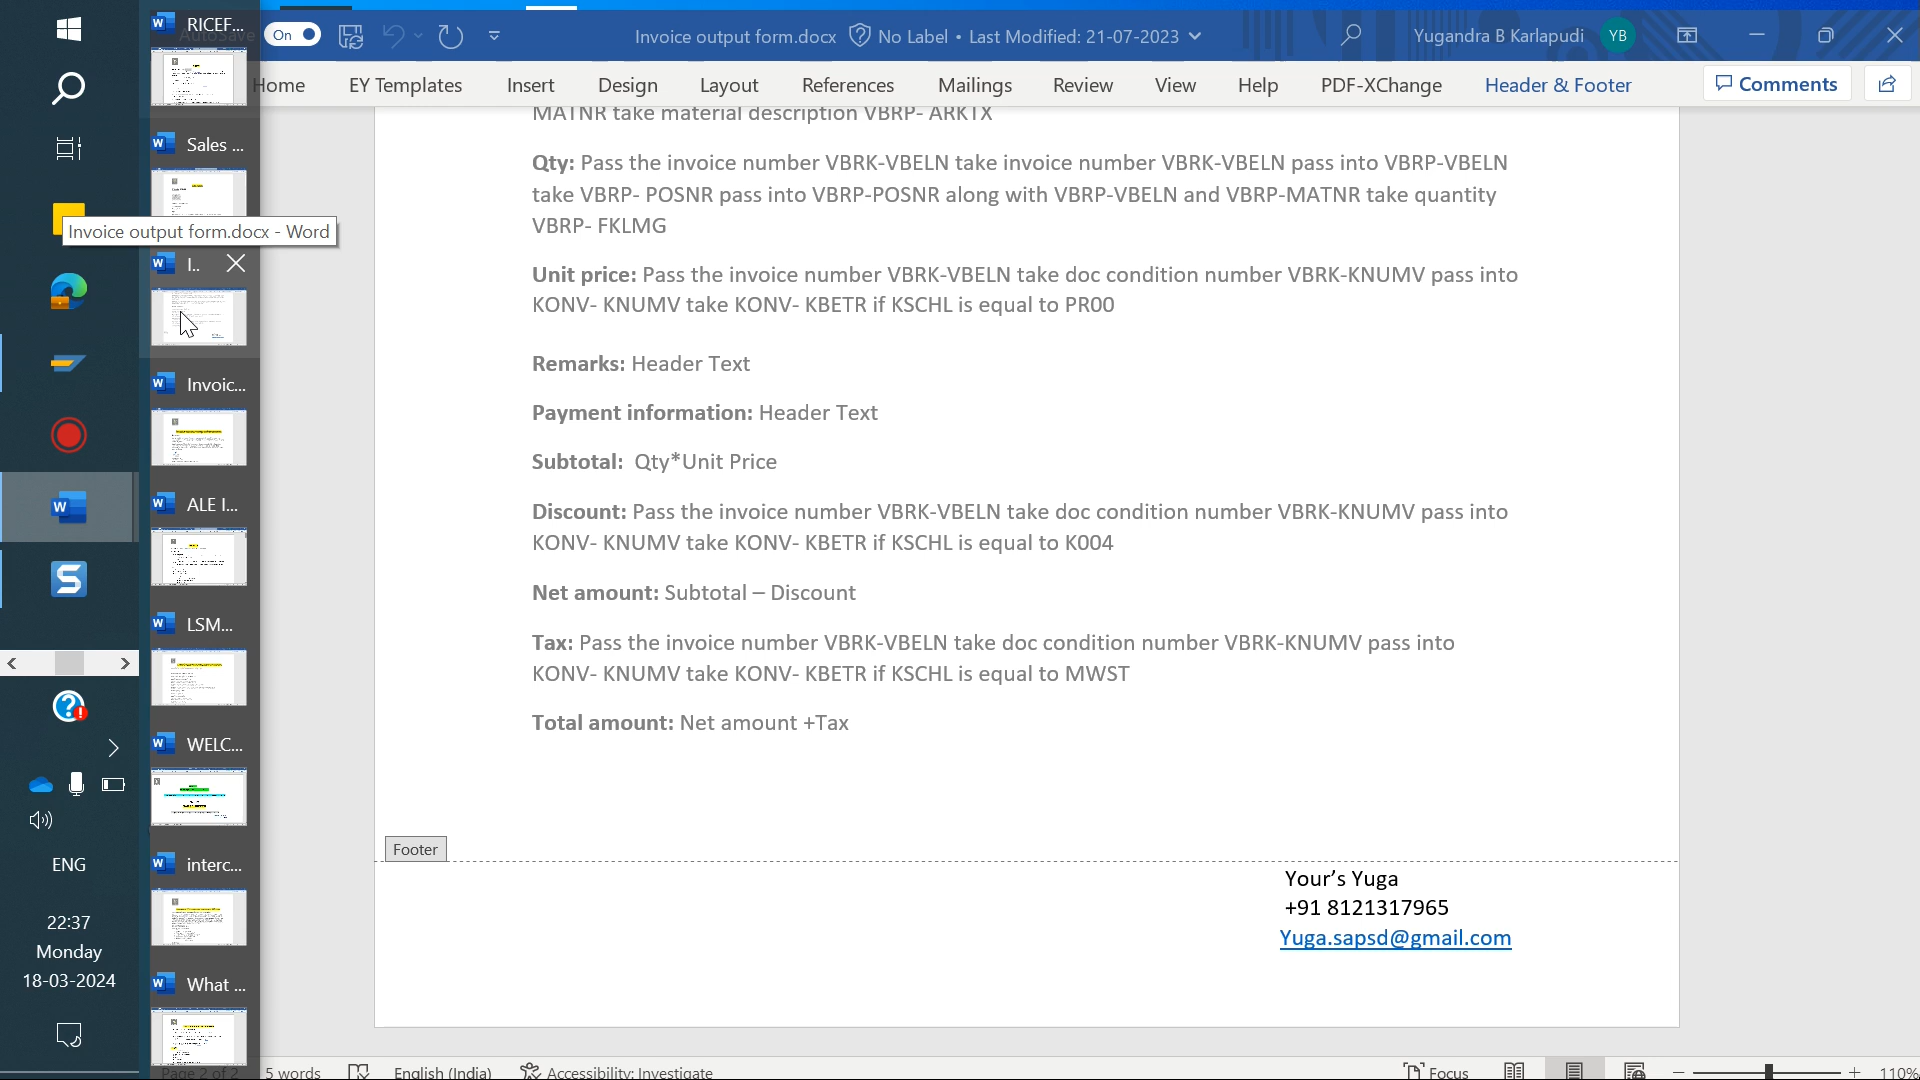 RICEF...
AutoSave On
Invoice output form.docx No Label • Last Modified: 21-07-2023
Yugandra B Karlapudi YB
Home EY Templates Insert Design Layout References Mailings Review View Help PDF-XChange Header & Footer Comments
Sales ...
Invoice output form.docx - Word
I..
Invoic...
ALE I...
LSM...
WELC...
interc...
What ...
MATNR take material description VBRP- ARKTX
Qty: Pass the invoice number VBRK-VBELN take invoice number VBRK-VBELN pass into VBRP-VBELN
take VBRP- POSNR pass into VBRP-POSNR along with VBRP-VBELN and VBRP-MATNR take quantity
VBRP- FKLMG
Unit price: Pass the invoice number VBRK-VBELN take doc condition number VBRK-KNUMV pass into
KONV- KNUMV take KONV- KBETR if KSCHL is equal to PR00
Remarks: Header Text
Payment information: Header Text
Subtotal: Qty*Unit Price
Discount: Pass the invoice number VBRK-VBELN take doc condition number VBRK-KNUMV pass into
KONV- KNUMV take KONV- KBETR if KSCHL is equal to K004
Net amount: Subtotal – Discount
Tax: Pass the invoice number VBRK-VBELN take doc condition number VBRK-KNUMV pass into
KONV- KNUMV take KONV- KBETR if KSCHL is equal to MWST
Total amount: Net amount +Tax
Footer
Your's Yuga
+91 8121317965
Yuga.sapsd@gmail.com
ENG
22:37
Monday
18-03-2024
Page 2 of 2 5 words English (India) Accessibility: Investigate Focus 110%